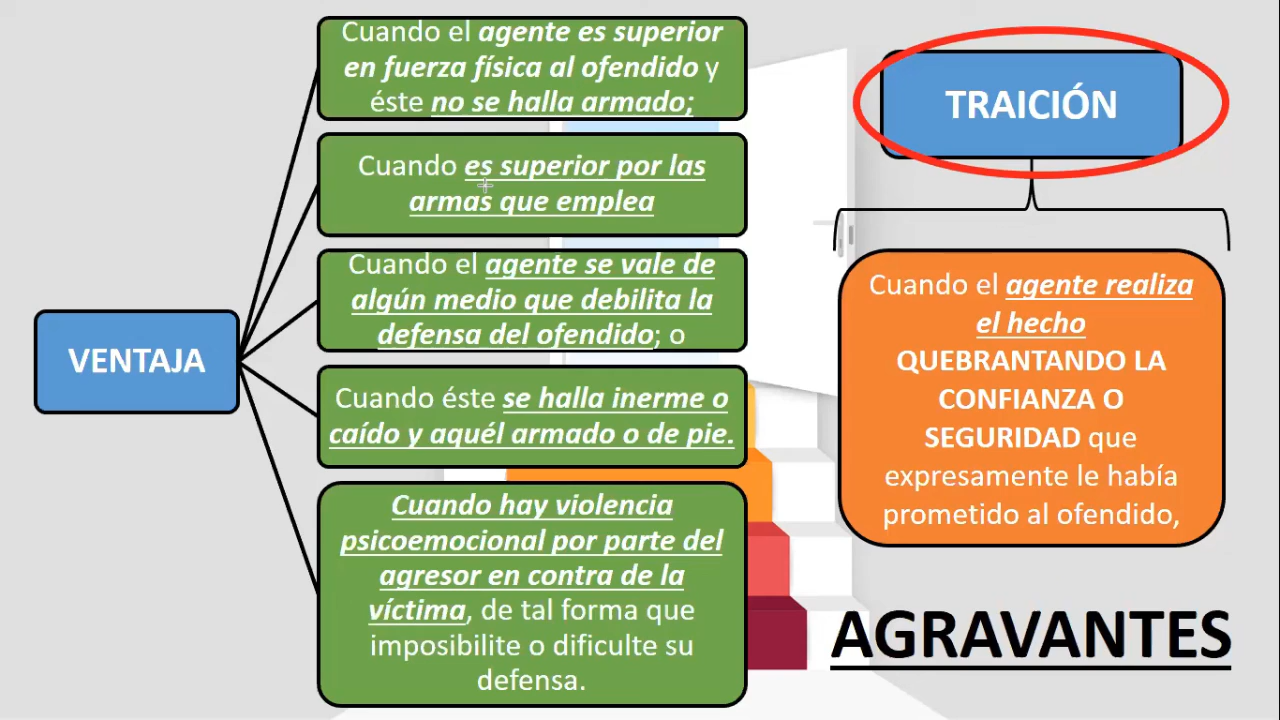 VENTAJA
Cuando el agente es superior
en fuerza física al ofendido y
éste no se halla armado;
Cuando es superior por las
armas que emplea
Cuando el agente se vale de
algún medio que debilita la
defensa del ofendido; o
Cuando éste se halla inerme o
caído y aquél armado o de pie.
Cuando hay violencia
psicoemocional por parte del
agresor en contra de la
víctima, de tal forma que
imposibilite o dificulte su
defensa.
TRAICIÓN
Cuando el agente realiza
el hecho
QUEBRANTANDO LA
CONFIANZA O
SEGURIDAD que
expresamente le había
prometido al ofendido,
AGRAVANTES